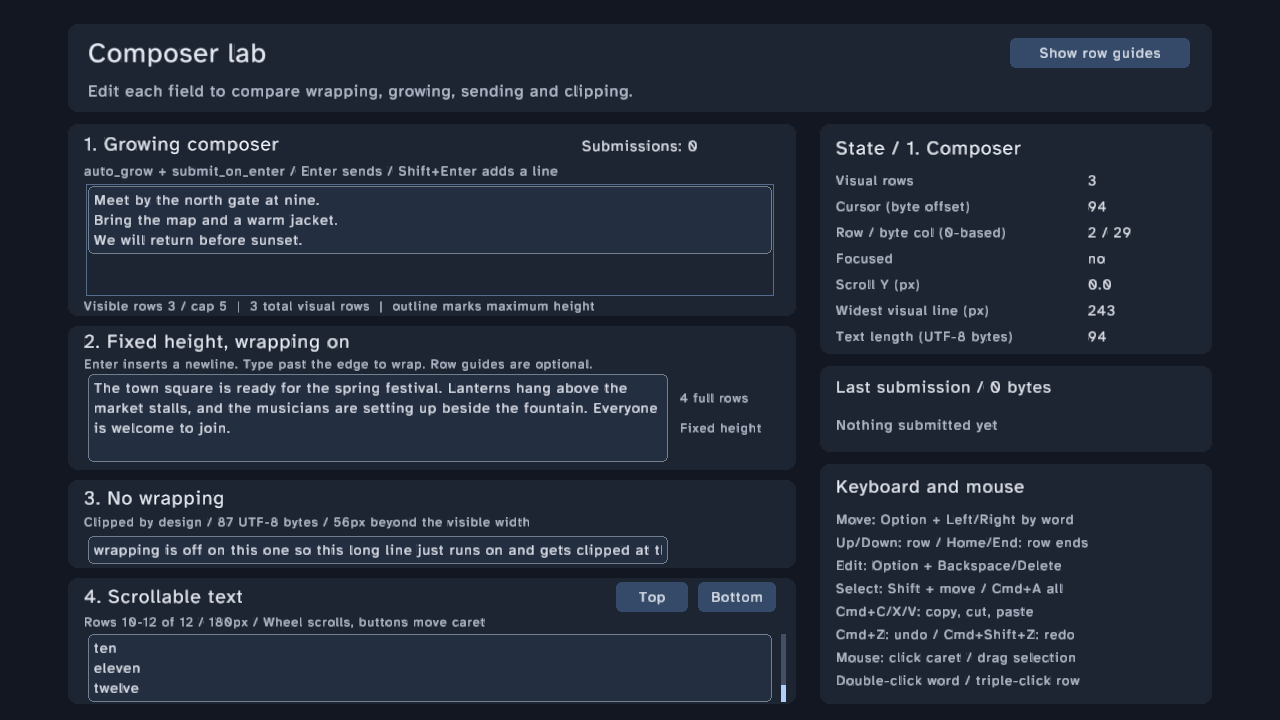 Composer lab
Show row guides
Edit each field to compare wrapping, growing, sending and clipping.
1. Growing composer
Submissions: 0
auto_grow + submit_on_enter / Enter sends / Shift+Enter adds a line
Meet by the north gate at nine.
Bring the map and a warm jacket.
We will return before sunset.
Visible rows 3 / cap 5 | 3 total visual rows | outline marks maximum height
2. Fixed height, wrapping on
Enter inserts a newline. Type past the edge to wrap. Row guides are optional.
The town square is ready for the spring festival. Lanterns hang above the
market stalls, and the musicians are setting up beside the fountain. Everyone
is welcome to join.
4 full rows
Fixed height
3. No wrapping
Clipped by design / 87 UTF-8 bytes / 56px beyond the visible width
wrapping is off on this one so this long line just runs on and gets clipped at
4. Scrollable text
Top
Bottom
Rows 10-12 of 12 / 180px / Wheel scrolls, buttons move caret
ten
eleven
twelve
State / 1. Composer
Visual rows 3
Cursor (byte offset) 94
Row / byte col (0-based) 2 / 29
Focused no
Scroll Y (px) 0.0
Widest visual line (px) 243
Text length (UTF-8 bytes) 94
Last submission / 0 bytes
Nothing submitted yet
Keyboard and mouse
Move: Option + Left/Right by word
Up/Down: row / Home/End: row ends
Edit: Option + Backspace/Delete
Select: Shift + move / Cmd+A all
Cmd+C/X/V: copy, cut, paste
Cmd+Z: undo / Cmd+Shift+Z: redo
Mouse: click caret / drag selection
Double-click word / triple-click row